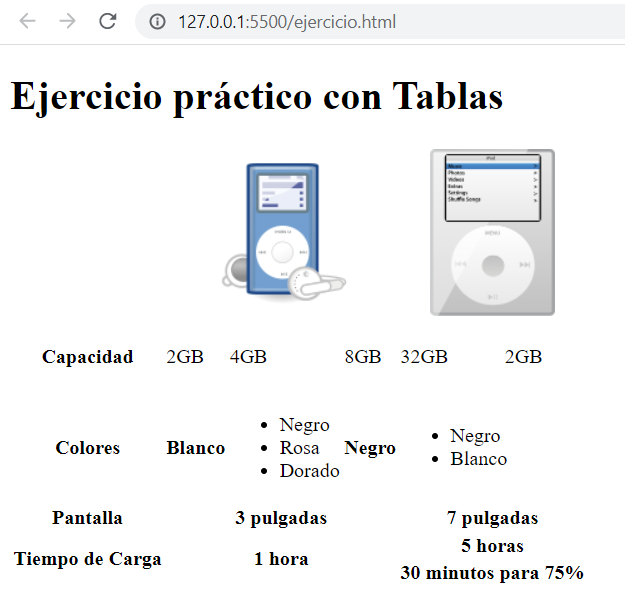 127.0.0.1:5500/ejercicio.html
Ejercicio práctico con Tablas
MENU
iPod
Music
Photos
Videos
Extras
Settings
Shuffle Songs
MENU
Capacidad 2GB 4GB 8GB 32GB 2GB
Colores Blanco
Negro
Rosa
Dorado
Negro
Negro
Blanco
Pantalla 3 pulgadas 7 pulgadas
Tiempo de Carga 1 hora
5 horas
30 minutos para 75%